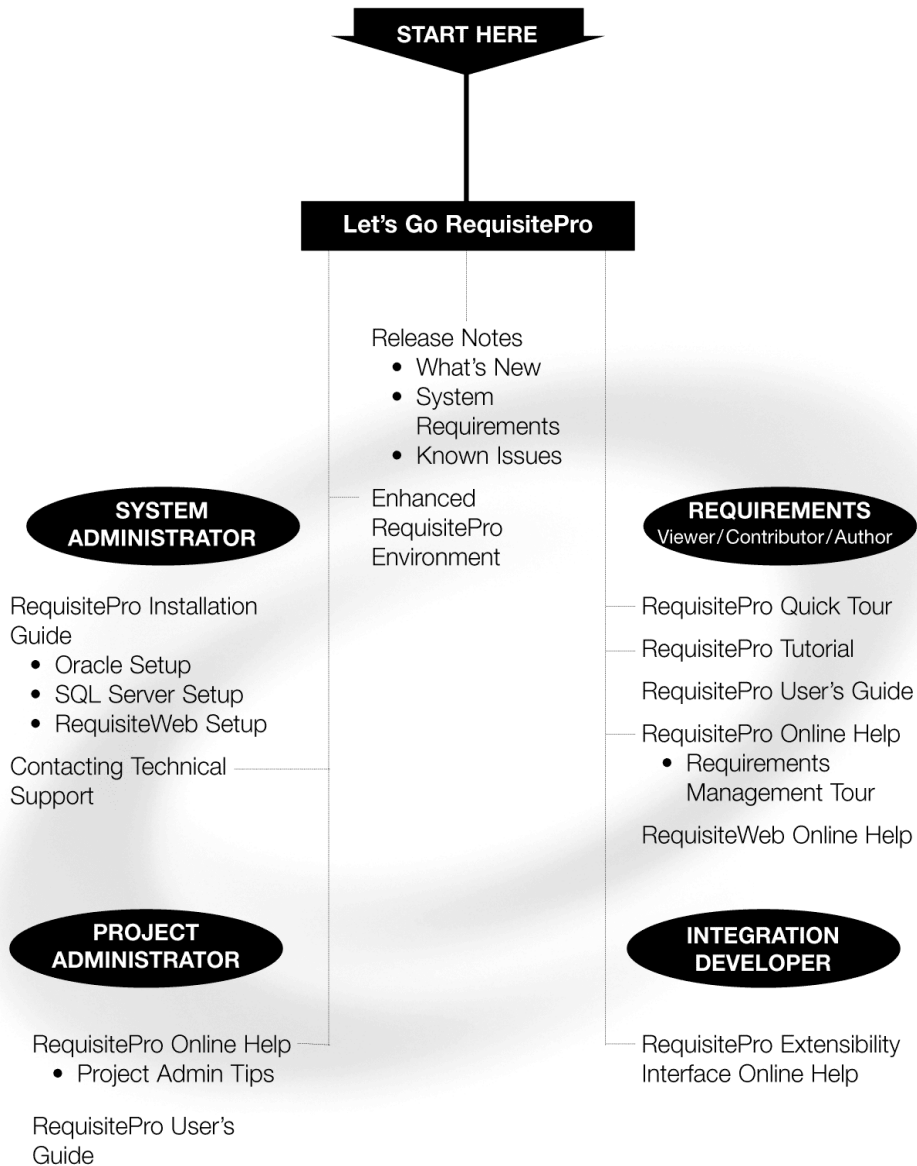 START HERE
Let's Go RequisitePro
Release Notes
• What's New
• System
Requirements
• Known Issues
Enhanced
RequisitePro
Environment
SYSTEM
ADMINISTRATOR
RequisitePro Installation
Guide
• Oracle Setup
• SQL Server Setup
• RequisiteWeb Setup
Contacting Technical
Support
REQUIREMENTS
Viewer/Contributor/Author
RequisitePro Quick Tour
RequisitePro Tutorial
RequisitePro User's Guide
RequisitePro Online Help
• Requirements
Management Tour
RequisiteWeb Online Help
PROJECT
ADMINISTRATOR
RequisitePro Online Help
• Project Admin Tips
RequisitePro User's
Guide
INTEGRATION
DEVELOPER
RequisitePro Extensibility
Interface Online Help